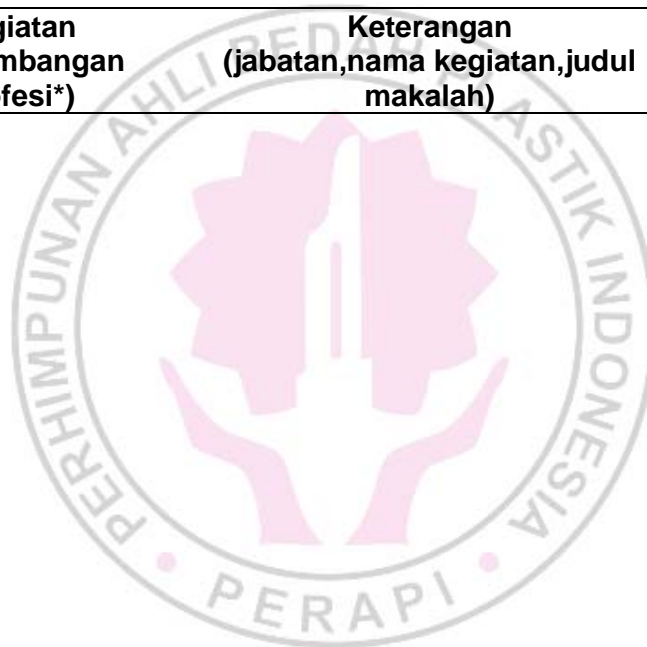 giatan
mbangan
fesi*)
Keterangan
(jabatan,nama kegiatan,judul
makalah)
PERHIMPUNAN AHLI BEDAH PLASTIK INDONESIA
PERAPI